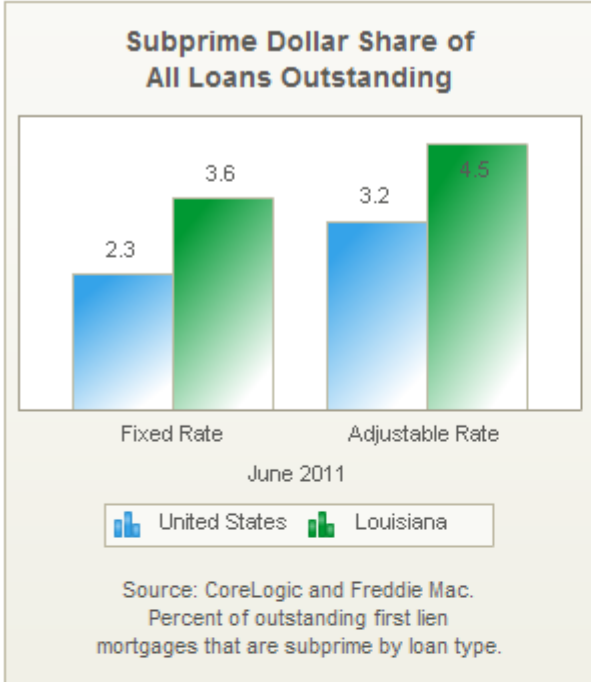 Subprime Dollar Share of
All Loans Outstanding
2.3
3.6
3.2
4.5
Fixed Rate
Adjustable Rate
June 2011
United States
Louisiana
Source: CoreLogic and Freddie Mac.
Percent of outstanding first lien
mortgages that are subprime by loan type.